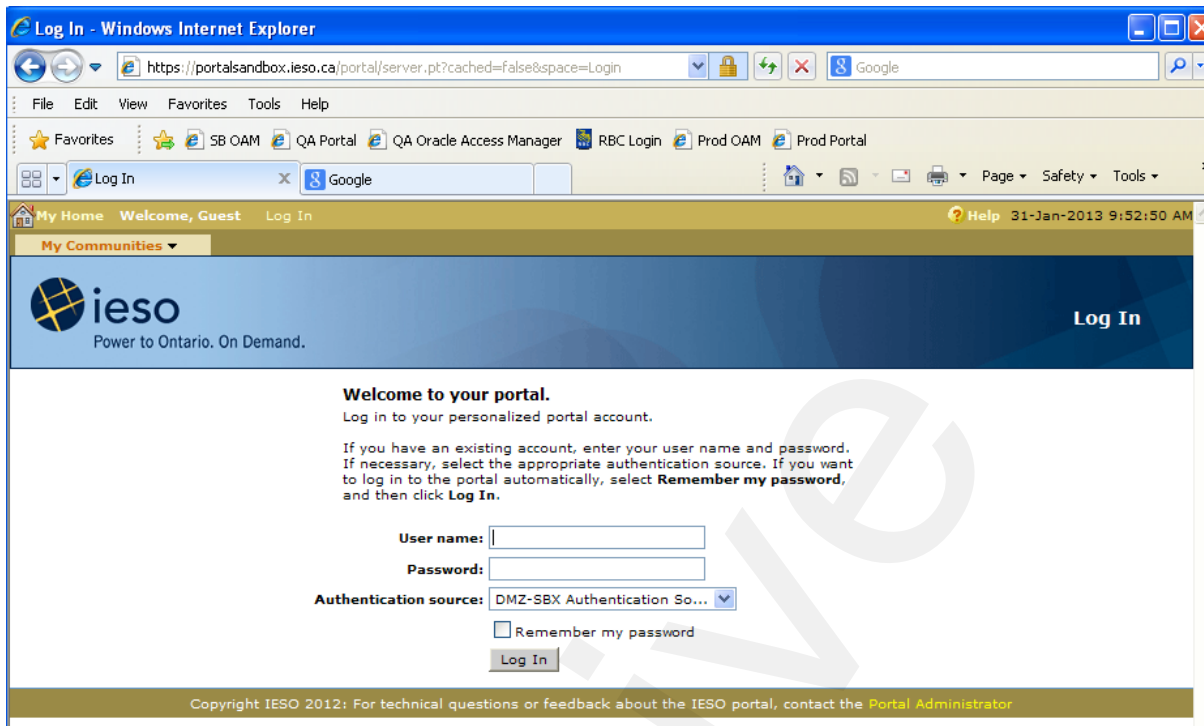 Log In - Windows Internet Explorer
https://portalsandbox.ieso.ca/portal/server.pt?cached=false&space=Login
Google
File Edit View Favorites Tools Help
Favorites SB OAM QA Portal QA Oracle Access Manager RBC Login Prod OAM Prod Portal
Log In Google Page Safety Tools
My Home Welcome, Guest Log In Help 31-Jan-2013 9:52:50 AM
My Communities
ieso
Power to Ontario. On Demand.
Log In
Welcome to your portal.
Log in to your personalized portal account.
If you have an existing account, enter your user name and password.
If necessary, select the appropriate authentication source. If you want
to log in to the portal automatically, select Remember my password,
and then click Log In.
User name:
Password:
Authentication source: DMZ-SBX Authentication So...
Remember my password
Log In
Copyright IESO 2012: For technical questions or feedback about the IESO portal, contact the Portal Administrator